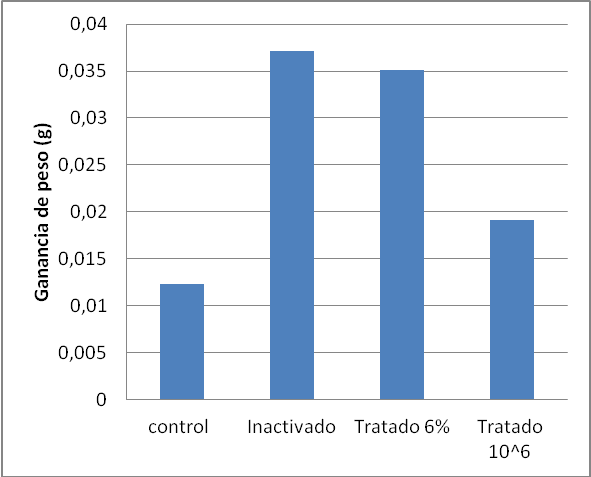 0,04
0,035
0,03
0,025
0,02
0,015
0,01
0,005
0
Ganancia de peso (g)
control
Inactivado
Tratado 6%
Tratado
10^6